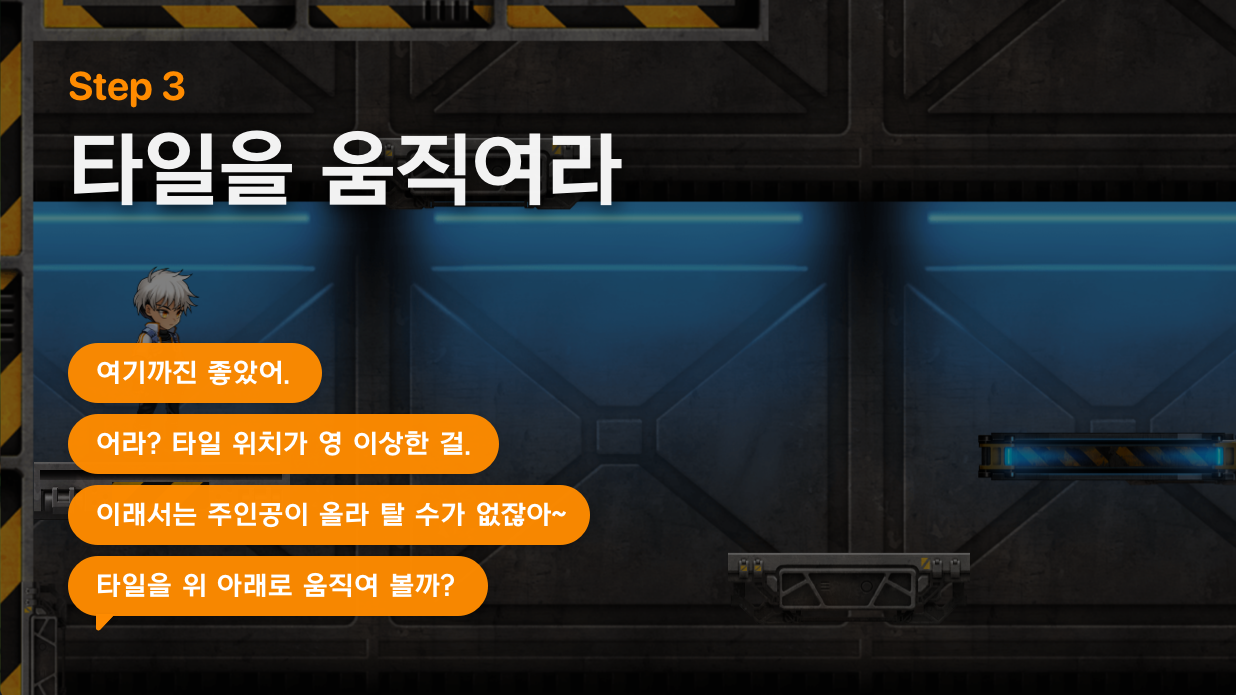 Step 3
타일을 움직여라
여기까진 좋았어.
어라? 타일 위치가 영 이상한 걸.
이래서는 주인공이 올라 탈 수가 없잖아~
타일을 위 아래로 움직여 볼까?